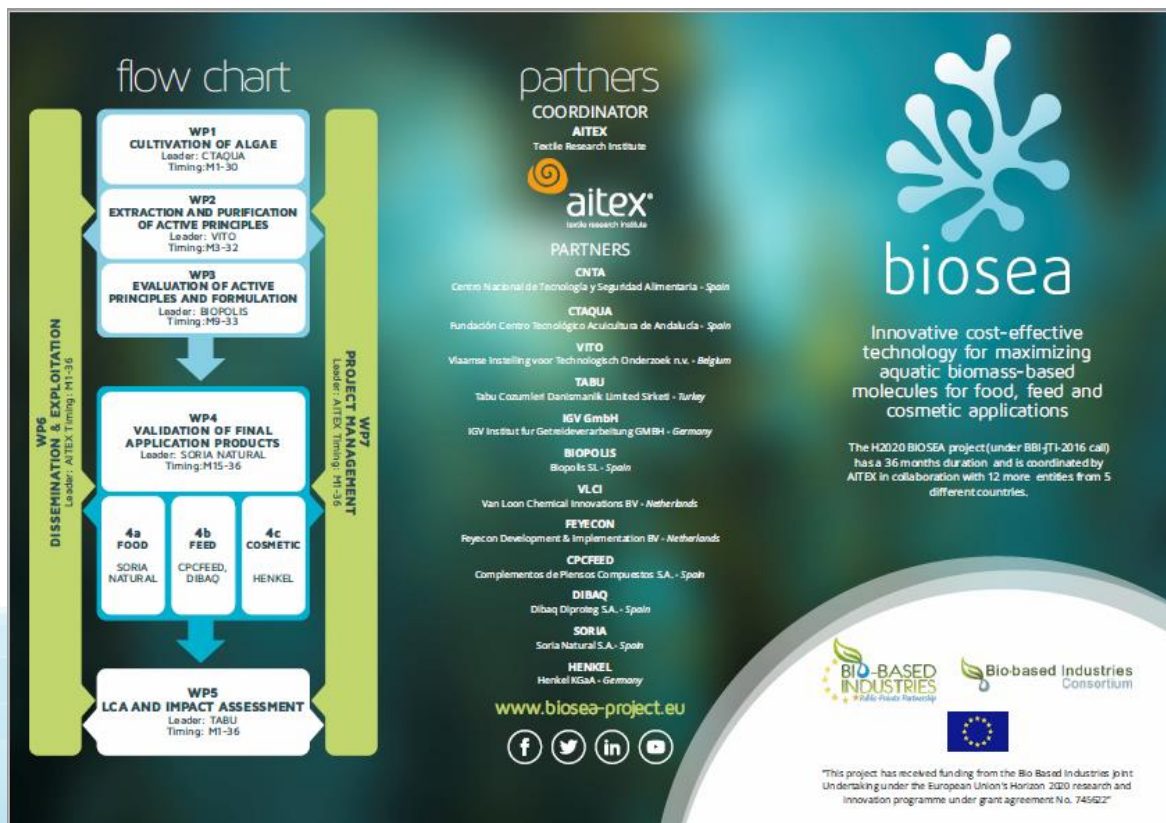 flow chart
WP6
DISSEMINATION & EXPLOITATION
Leader: AITEX Timing: M1-36
WP1
CULTIVATION OF ALGAE
Leader: CTAQUA
Timing:M1-30
WP2
EXTRACTION AND PURIFICATION
OF ACTIVE PRINCIPLES
Leader: VITO
Timing:M3-32
WP3
EVALUATION OF ACTIVE
PRINCIPLES AND FORMULATION
Leader: BIOPOLIS
Timing:M9-33
WP4
VALIDATION OF FINAL
APPLICATION PRODUCTS
Leader: SORIA NATURAL
Timing:M15-36
4a
FOOD
SORIA
NATURAL
4b
FEED
CPCFEED,
DIBAQ
4c
COSMETIC
HENKEL
WP5
LCA AND IMPACT ASSESSMENT
Leader: TABU
Timing: M1-36
WP7
PROJECT MANAGEMENT
Leader: AITEX Timing: M1-36
partners
COORDINATOR
AITEX
Textile Research Institute
aitex®
textile research institute
PARTNERS
CNTA
Centro Nacional de Tecnología y Seguridad Alimentaria - Spain
CTAQUA
Fundación Centro Tecnológico Acuicultura de Andalucía - Spain
VITO
Vlaamse Instelling voor Technologisch Onderzoek n.v. - Belgium
TABU
Tabu Cozumleri Danismanlik Limited Sirketi - Turkey
IGV GmbH
IGV Institut fur Getreideverarbeitung GMBH - Germany
BIOPOLIS
Biopolis SL - Spain
VLCI
Van Loon Chemical Innovations BV - Netherlands
FEYECON
Feyecon Development & Implementation BV - Netherlands
CPCFEED
Complementos de Piensos Compuestos S.A. - Spain
DIBAQ
Dibaq Diproteg S.A. - Spain
SORIA
Soria Natural S.A.- Spain
HENKEL
Henkel KGaA - Germany
www.biosea-project.eu
biosea
Innovative cost-effective
technology for maximizing
aquatic biomass-based
molecules for food, feed and
cosmetic applications
The H2020 BIOSEA project (under BBI-JTI-2016 call)
has a 36 months duration and is coordinated by
AITEX in collaboration with 12 more entities from 5
different countries.
BIO-BASED
INDUSTRIES
Public-Private Partnership
Bio-based Industries
Consortium
"This project has received funding from the Bio Based Industries Joint
Undertaking under the European Union's Horizon 2020 research and
innovation programme under grant agreement No. 745622"